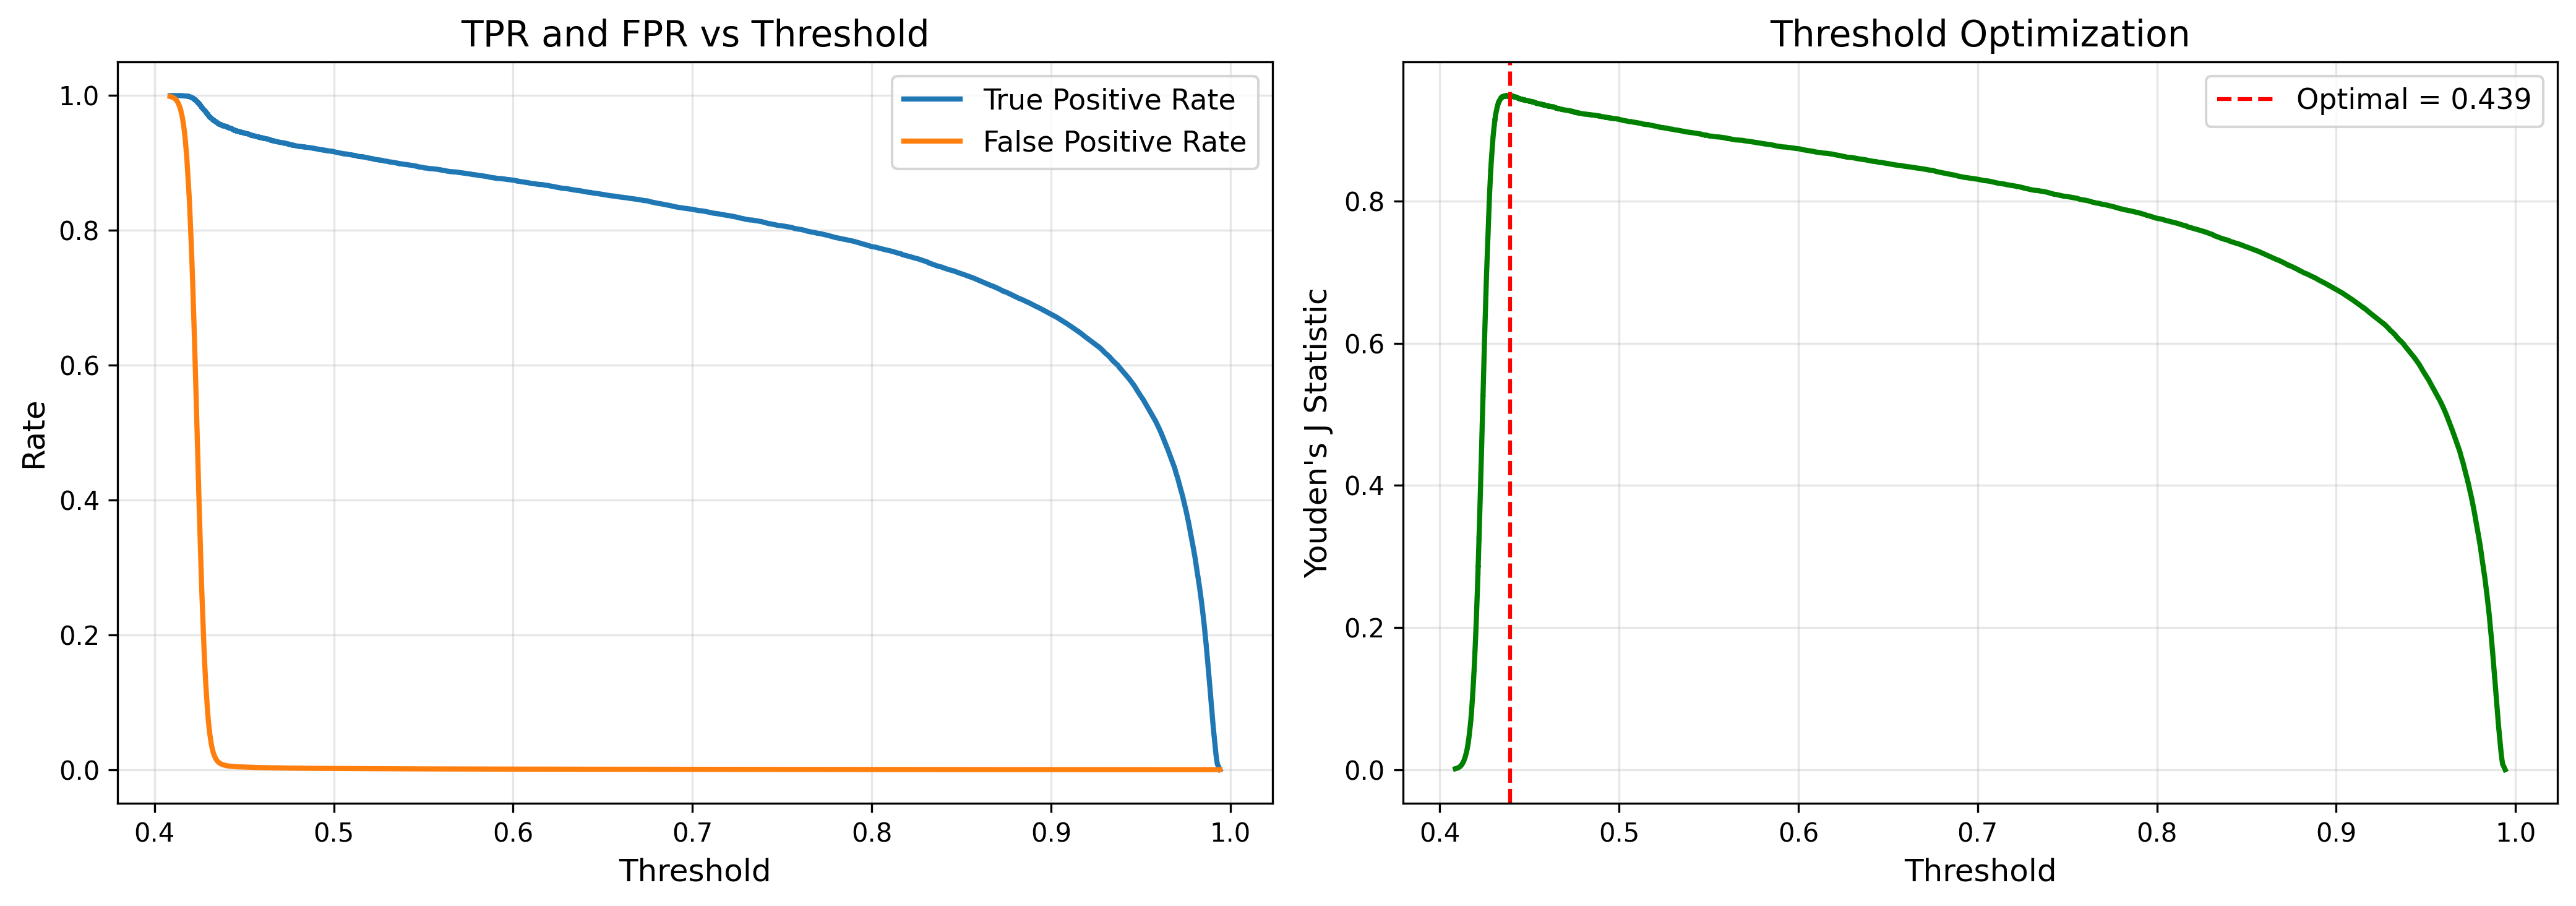 TPR and FPR vs Threshold
True Positive Rate
False Positive Rate
Rate
1.0
0.8
0.6
0.4
0.2
0.0
0.4 0.5 0.6 0.7 0.8 0.9 1.0
Threshold
Threshold Optimization
Optimal = 0.439
Youden's J Statistic
0.8
0.6
0.4
0.2
0.0
0.4 0.5 0.6 0.7 0.8 0.9 1.0
Threshold